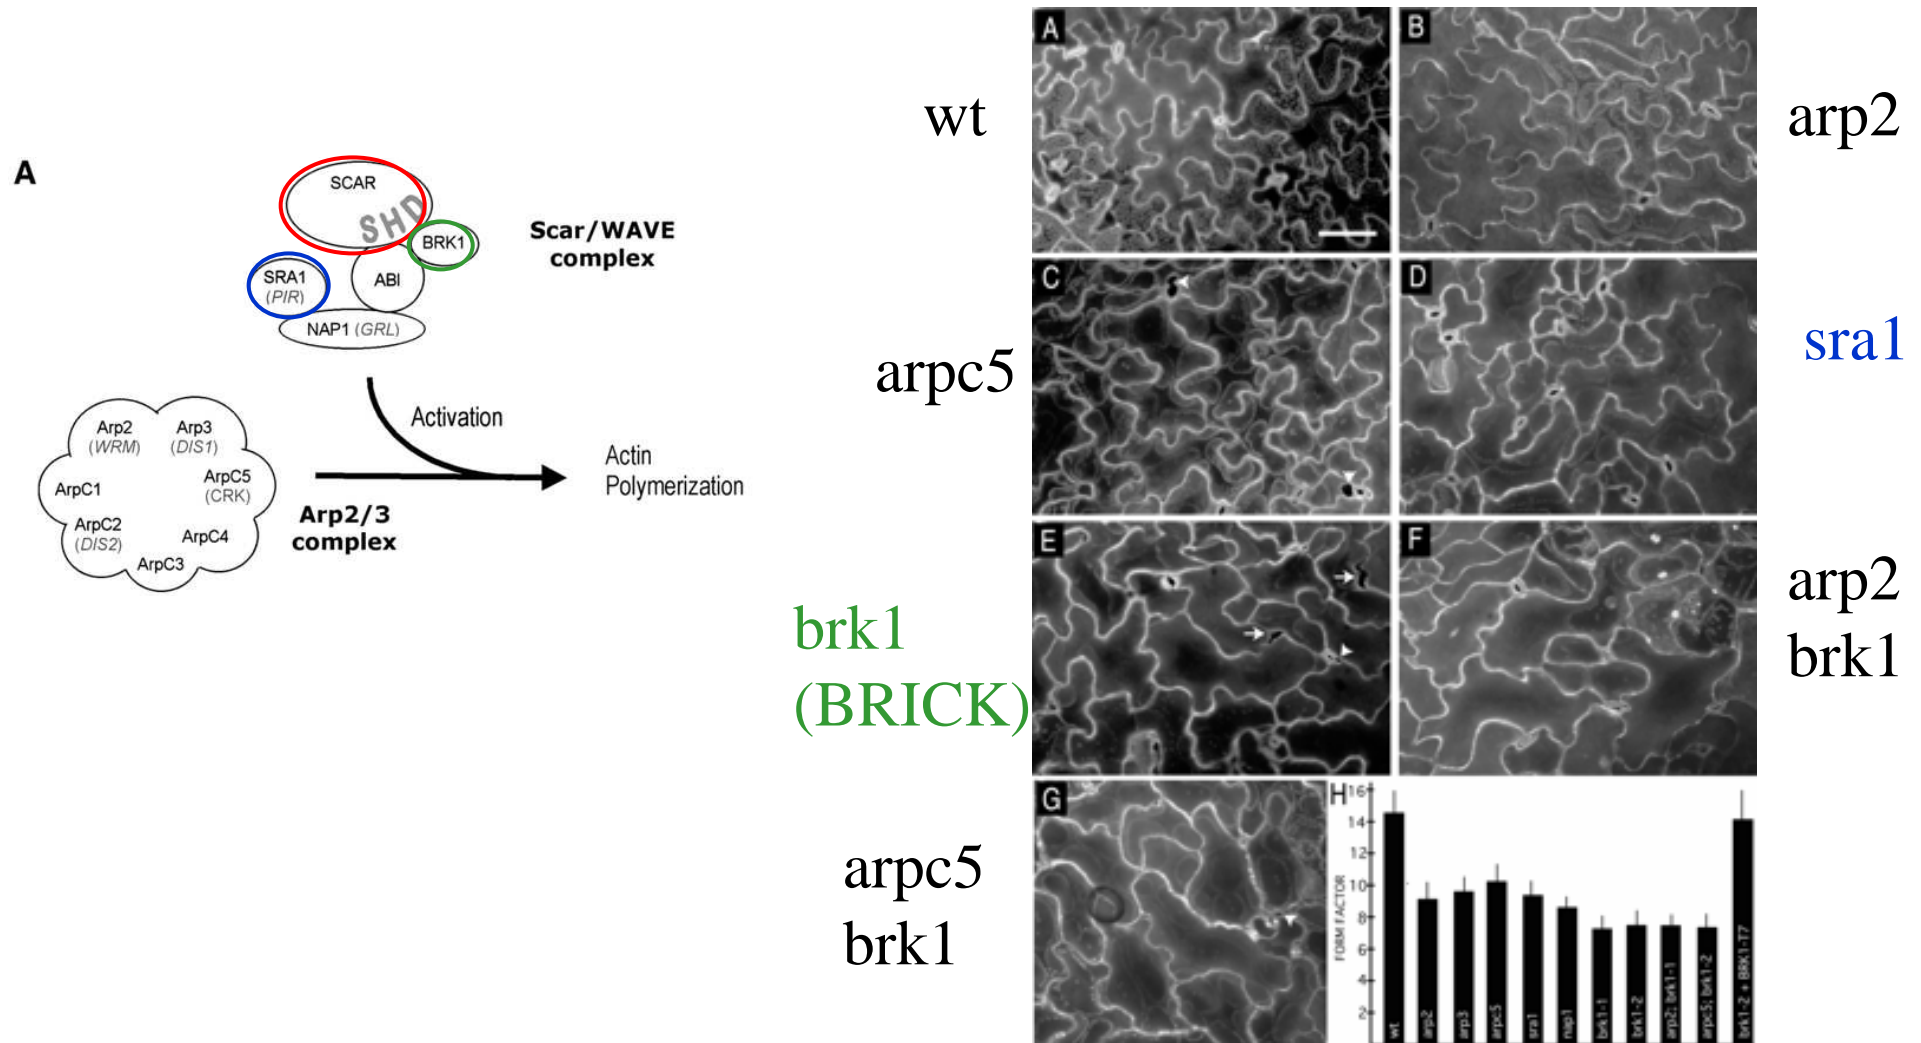 A
SCAR
SHD
BRK1
Scar/WAVE
complex
SRA1
(PIR)
ABI
NAP1 (GRL)
Activation
Arp2
(WRM)
Arp3
(DIS1)
ArpC1
ArpC5
(CRK)
ArpC2
(DIS2)
ArpC4
ArpC3
Arp2/3
complex
Actin
Polymerization
wt
A
B
arp2
arpc5
C
D
sra1
brk1
(BRICK)
E
F
arp2
brk1
arpc5
brk1
G
H
FORM FACTOR
16
14
12
10
8
6
4
2
wt
arp2
arp3
arpc5
sra1
nap1
brk1-1
brk1-2
arp2; brk1-1
arpc5; brk1-2
brk1-2 + BRK1-T7